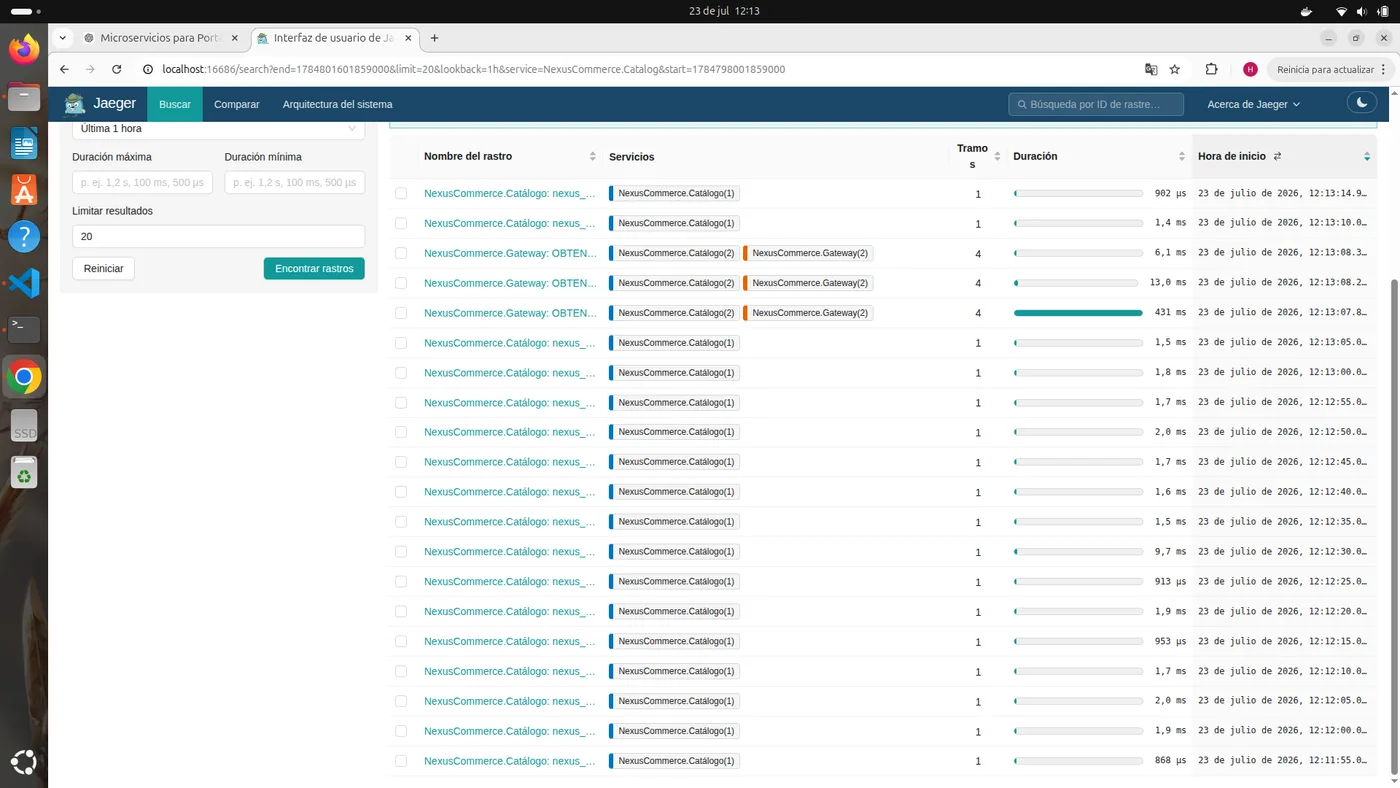 23 de jul 12:13
Microservicios para Porta
Interfaz de usuario de Ja
localhost:16686/search?end=1784801601859000&limit=20&lookback=1h&service=NexusCommerce.Catalog&start=1784798001859000
H
Reinicia para actualizar
Jaeger
Buscar
Comparar
Arquitectura del sistema
Búsqueda por ID de rastre…
Acerca de Jaeger
Última 1 hora
Duración máxima
Duración mínima
p. ej. 1,2 s, 100 ms, 500 µs
p. ej. 1,2 s, 100 ms, 500 µs
Limitar resultados
20
Reiniciar
Encontrar rastros
SSD
Nombre del rastro Servicios Tramos Duración Hora de inicio
NexusCommerce.Catálogo: nexus_… NexusCommerce.Catálogo(1) 1 902 µs 23 de julio de 2026, 12:13:14.9…
NexusCommerce.Catálogo: nexus_… NexusCommerce.Catálogo(1) 1 1,4 ms 23 de julio de 2026, 12:13:10.0…
NexusCommerce.Gateway: OBTEN… NexusCommerce.Catálogo(2) NexusCommerce.Gateway(2) 4 6,1 ms 23 de julio de 2026, 12:13:08.3…
NexusCommerce.Gateway: OBTEN… NexusCommerce.Catálogo(2) NexusCommerce.Gateway(2) 4 13,0 ms 23 de julio de 2026, 12:13:08.2…
NexusCommerce.Gateway: OBTEN… NexusCommerce.Catálogo(2) NexusCommerce.Gateway(2) 4 431 ms 23 de julio de 2026, 12:13:07.8…
NexusCommerce.Catálogo: nexus_… NexusCommerce.Catálogo(1) 1 1,5 ms 23 de julio de 2026, 12:13:05.0…
NexusCommerce.Catálogo: nexus_… NexusCommerce.Catálogo(1) 1 1,8 ms 23 de julio de 2026, 12:13:00.0…
NexusCommerce.Catálogo: nexus_… NexusCommerce.Catálogo(1) 1 1,7 ms 23 de julio de 2026, 12:12:55.0…
NexusCommerce.Catálogo: nexus_… NexusCommerce.Catálogo(1) 1 2,0 ms 23 de julio de 2026, 12:12:50.0…
NexusCommerce.Catálogo: nexus_… NexusCommerce.Catálogo(1) 1 1,7 ms 23 de julio de 2026, 12:12:45.0…
NexusCommerce.Catálogo: nexus_… NexusCommerce.Catálogo(1) 1 1,6 ms 23 de julio de 2026, 12:12:40.0…
NexusCommerce.Catálogo: nexus_… NexusCommerce.Catálogo(1) 1 1,5 ms 23 de julio de 2026, 12:12:35.0…
NexusCommerce.Catálogo: nexus_… NexusCommerce.Catálogo(1) 1 9,7 ms 23 de julio de 2026, 12:12:30.0…
NexusCommerce.Catálogo: nexus_… NexusCommerce.Catálogo(1) 1 913 µs 23 de julio de 2026, 12:12:25.0…
NexusCommerce.Catálogo: nexus_… NexusCommerce.Catálogo(1) 1 1,9 ms 23 de julio de 2026, 12:12:20.0…
NexusCommerce.Catálogo: nexus_… NexusCommerce.Catálogo(1) 1 953 µs 23 de julio de 2026, 12:12:15.0…
NexusCommerce.Catálogo: nexus_… NexusCommerce.Catálogo(1) 1 1,7 ms 23 de julio de 2026, 12:12:10.0…
NexusCommerce.Catálogo: nexus_… NexusCommerce.Catálogo(1) 1 2,0 ms 23 de julio de 2026, 12:12:05.0…
NexusCommerce.Catálogo: nexus_… NexusCommerce.Catálogo(1) 1 1,9 ms 23 de julio de 2026, 12:12:00.0…
NexusCommerce.Catálogo: nexus_… NexusCommerce.Catálogo(1) 1 868 µs 23 de julio de 2026, 12:11:55.0…